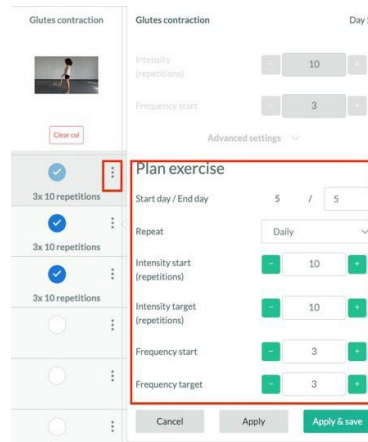 Glutes contraction
Clear col
3x 10 repetitions
3x 10 repetitions
3x 10 repetitions
Glutes contraction Day
Intensity
(repetitions)
- 10 +
Frequency start - 3 +
Advanced settings
Plan exercise
Start day / End day 5 / 5
Repeat Daily
Intensity start
(repetitions)
- 10 +
Intensity target
(repetitions)
- 10 +
Frequency start - 3 +
Frequency target - 3 +
Cancel Apply Apply & save